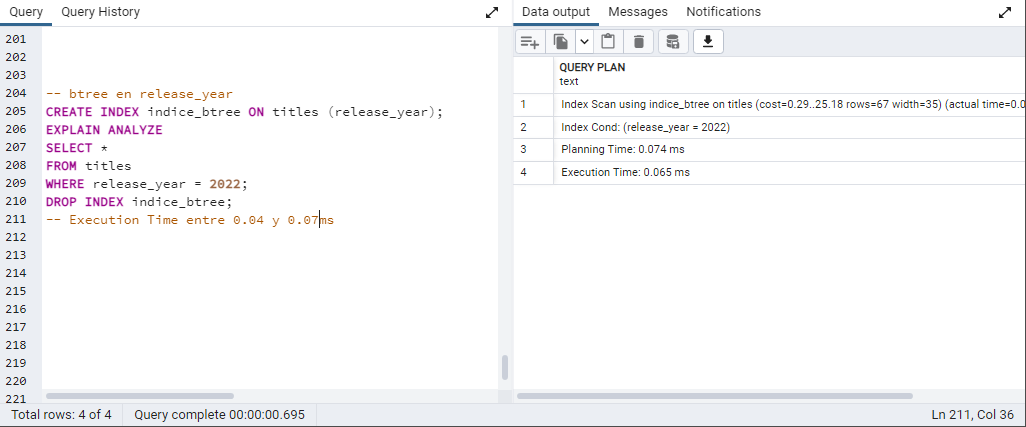 Query
Query History
201
202
203
204 -- btree en release_year
205 CREATE INDEX indice_btree ON titles (release_year);
206 EXPLAIN ANALYZE
207 SELECT *
208 FROM titles
209 WHERE release_year = 2022;
210 DROP INDEX indice_btree;
211 -- Execution Time entre 0.04 y 0.07ms
212
213
214
215
216
217
218
219
220
221
Data output
Messages
Notifications
QUERY PLAN
text
1 Index Scan using indice_btree on titles (cost=0.29..25.18 rows=67 width=35) (actual time=0.0
2 Index Cond: (release_year = 2022)
3 Planning Time: 0.074 ms
4 Execution Time: 0.065 ms
Total rows: 4 of 4
Query complete 00:00:00.695
Ln 211, Col 36